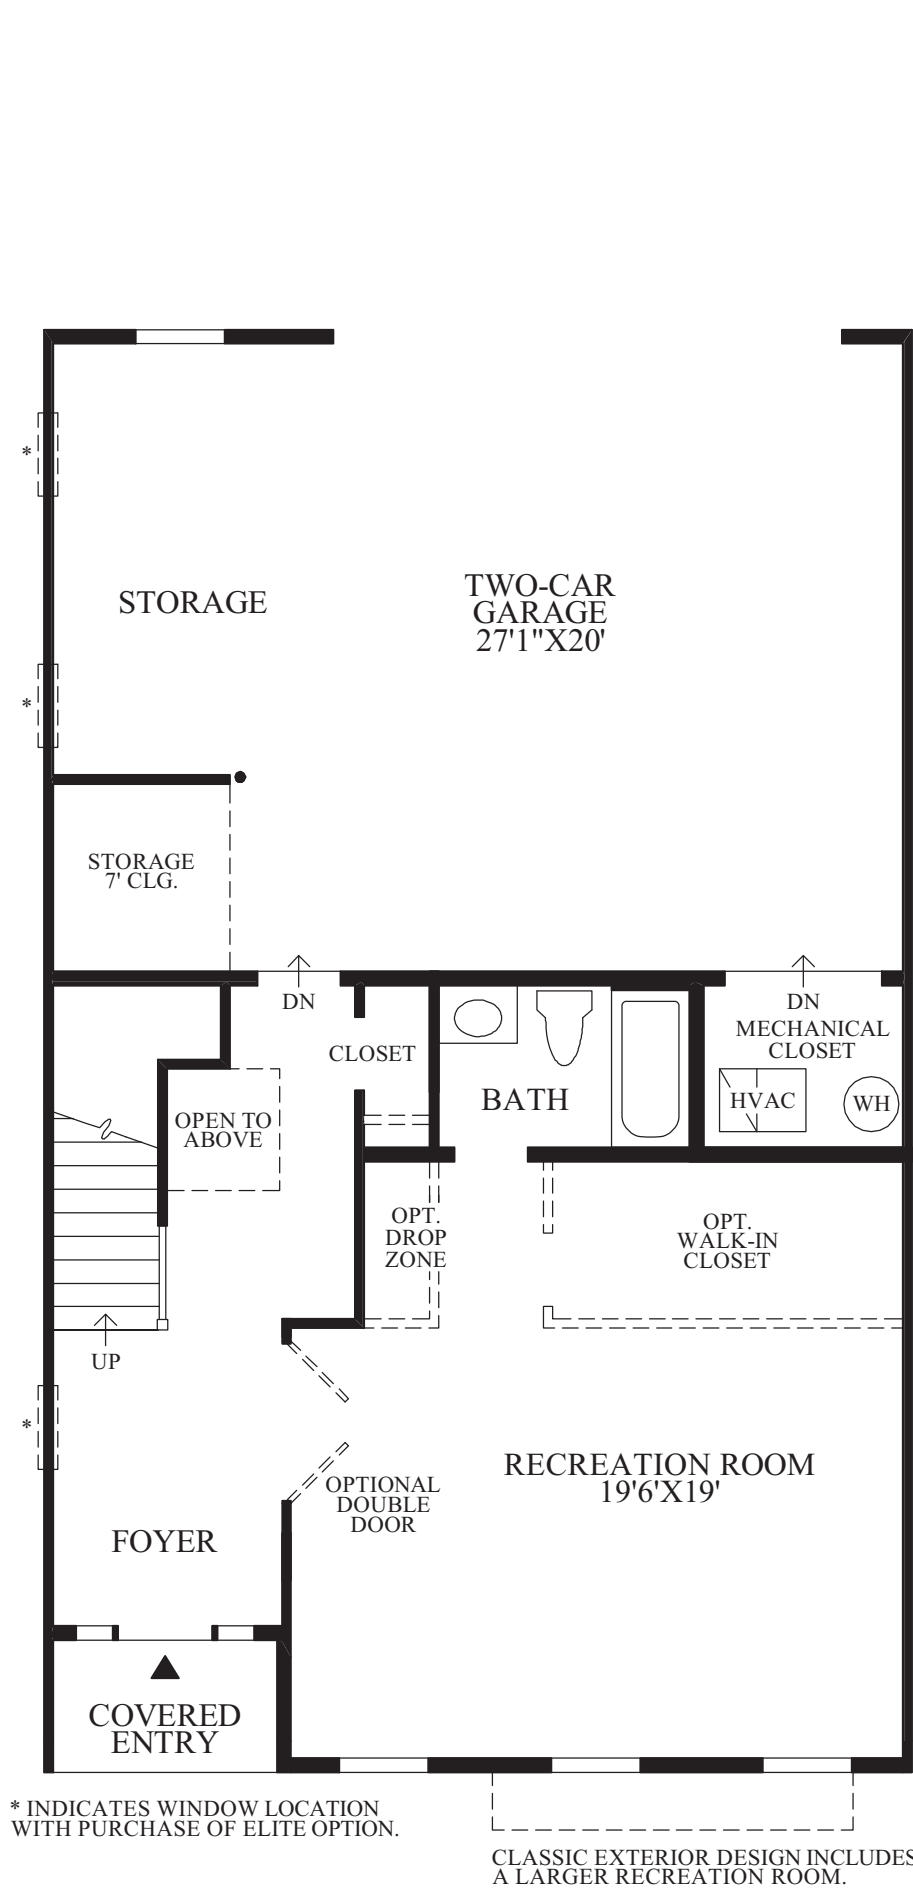 *
STORAGE
TWO-CAR
GARAGE
27'1"X20'
*
STORAGE
7' CLG.
DN
DN
MECHANICAL
CLOSET
CLOSET
BATH
HVAC
WH
OPEN TO
ABOVE
OPT.
DROP
ZONE
OPT.
WALK-IN
CLOSET
UP
*
RECREATION ROOM
19'6'X19'
OPTIONAL
DOUBLE
DOOR
FOYER
COVERED
ENTRY
* INDICATES WINDOW LOCATION
WITH PURCHASE OF ELITE OPTION.
CLASSIC EXTERIOR DESIGN INCLUDES
A LARGER RECREATION ROOM.